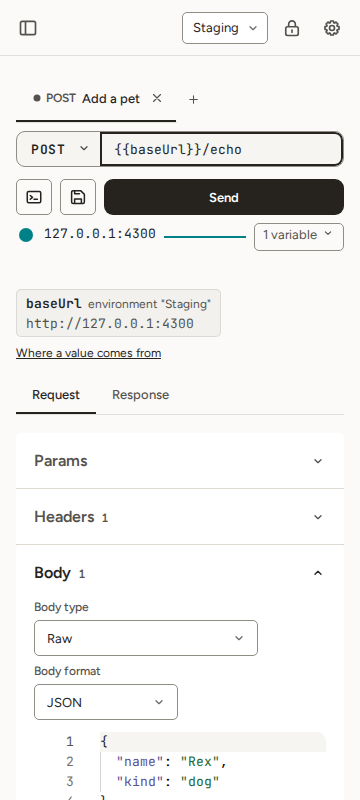 Staging
POST Add a pet
POST {{baseUrl}}/echo
Send
127.0.0.1:4300 1 variable
baseUrl environment "Staging"
http://127.0.0.1:4300
Where a value comes from
Request Response
Params
Headers 1
Body 1
Body type
Raw
Body format
JSON
1 {
2 "name": "Rex",
3 "kind": "dog"